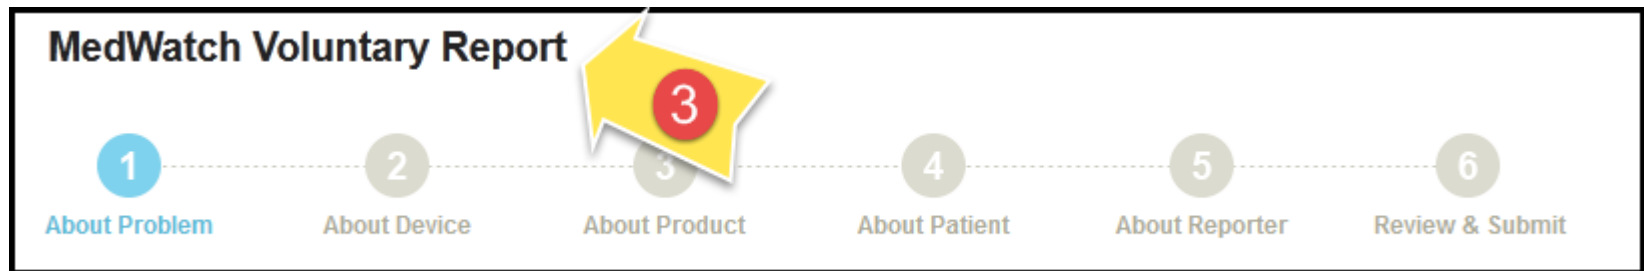 MedWatch Voluntary Report
3
1 2 3 4 5 6
About Problem About Device About Product About Patient About Reporter Review & Submit